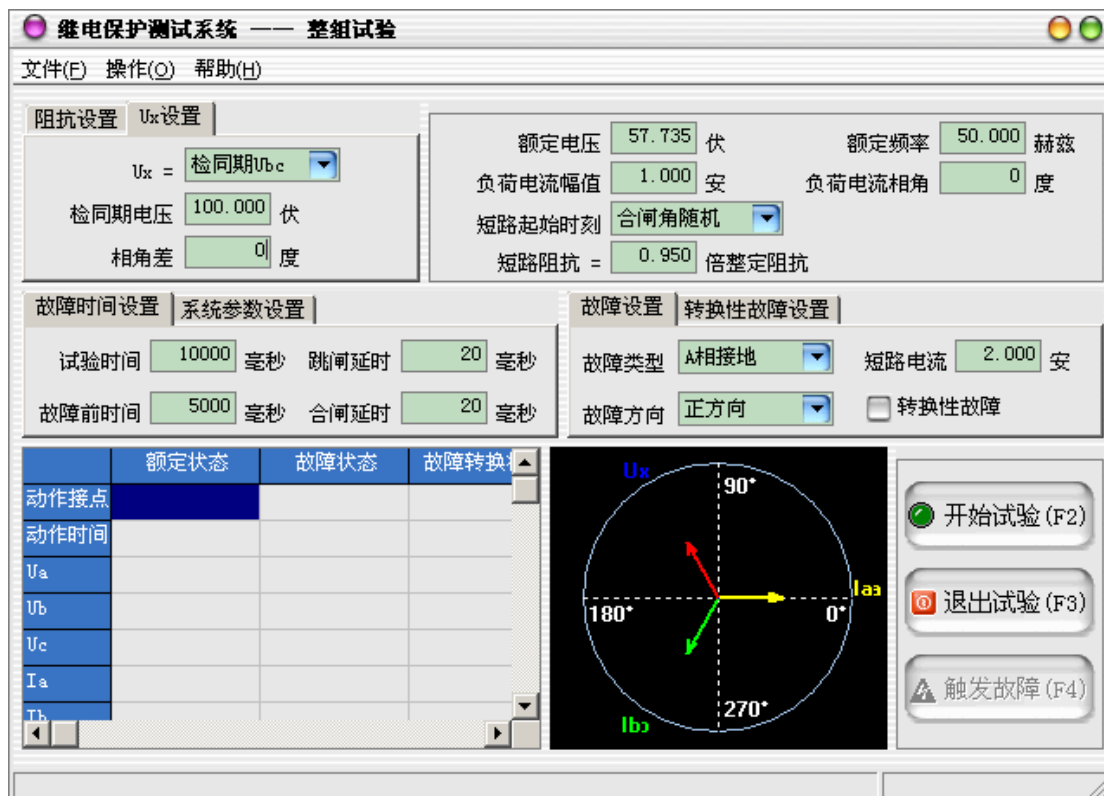 继电保护测试系统 —— 整组试验
文件(F) 操作(O) 帮助(H)
阻抗设置 Ux设置
Ux = 检同期Ubc
检同期电压 100.000 伏
相角差 0 度
额定电压 57.735 伏 额定频率 50.000 赫兹
负荷电流幅值 1.000 安 负荷电流相角 0 度
短路起始时刻 合闸角随机
短路阻抗 = 0.950 倍整定阻抗
故障时间设置 系统参数设置
试验时间 10000 毫秒 跳闸延时 20 毫秒
故障前时间 5000 毫秒 合闸延时 20 毫秒
故障设置 转换性故障设置
故障类型 A相接地 短路电流 2.000 安
故障方向 正方向 转换性故障
额定状态 故障状态 故障转换
动作接点
动作时间
Ua
Ub
Uc
Ia
Ib
Ux
90°
180°
0°
270°
开始试验(F2)
退出试验(F3)
触发故障(F4)